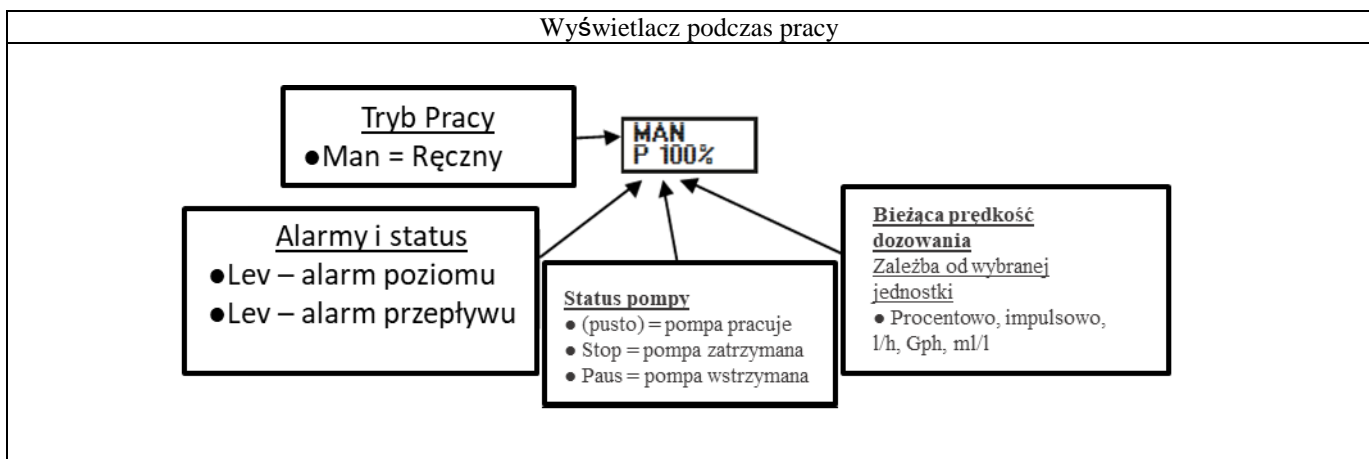 Wyświetlacz podczas pracy
Tryb Pracy
●Man = Ręczny
MAN
P 100%
Alarmy i status
●Lev – alarm poziomu
●Lev – alarm przepływu
Status pompy
● (pusto) = pompa pracuje
● Stop = pompa zatrzymana
● Paus = pompa wstrzymana
Bieżąca prędkość
dozowania
Zależba od wybranej
jednostki
● Procentowo, impulsowo,
l/h, Gph, ml/l